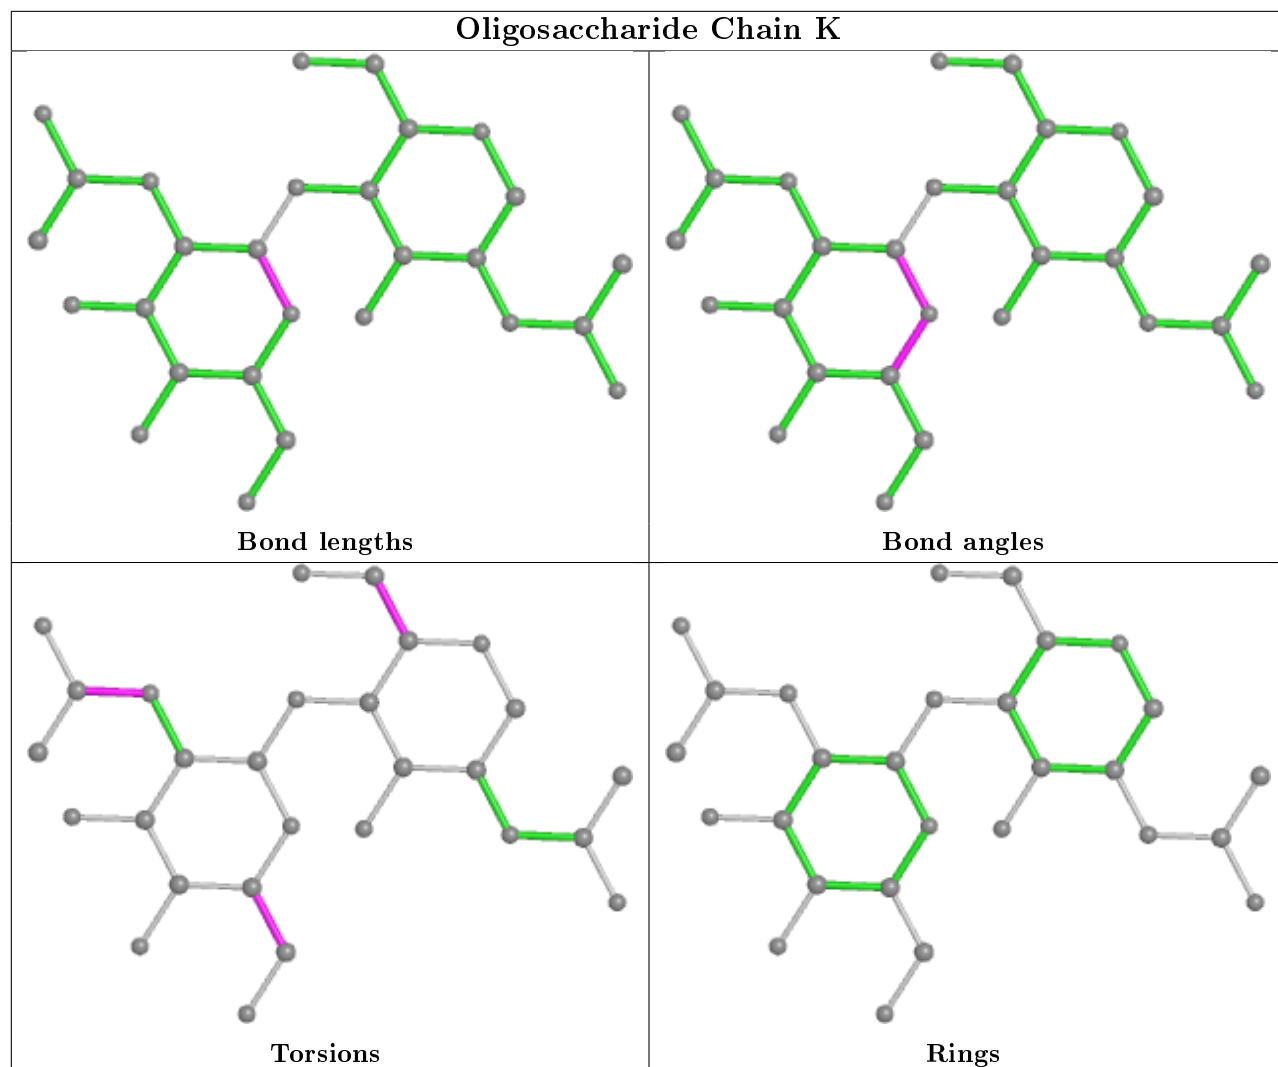 Oligosaccharide Chain K
Bond lengths
Bond angles
Torsions
Rings